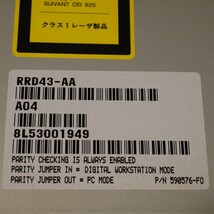 SUIVANT CEI 825
クラス1レーザ製品
RRD43-AA
A04
8L53001949
PARITY CHECKING IS ALWAYS ENABLED
PARITY JUMPER IN = DIGITAL WORKSTATION MODE
PARITY JUMPER OUT = PC MODE P/N 590576-F0